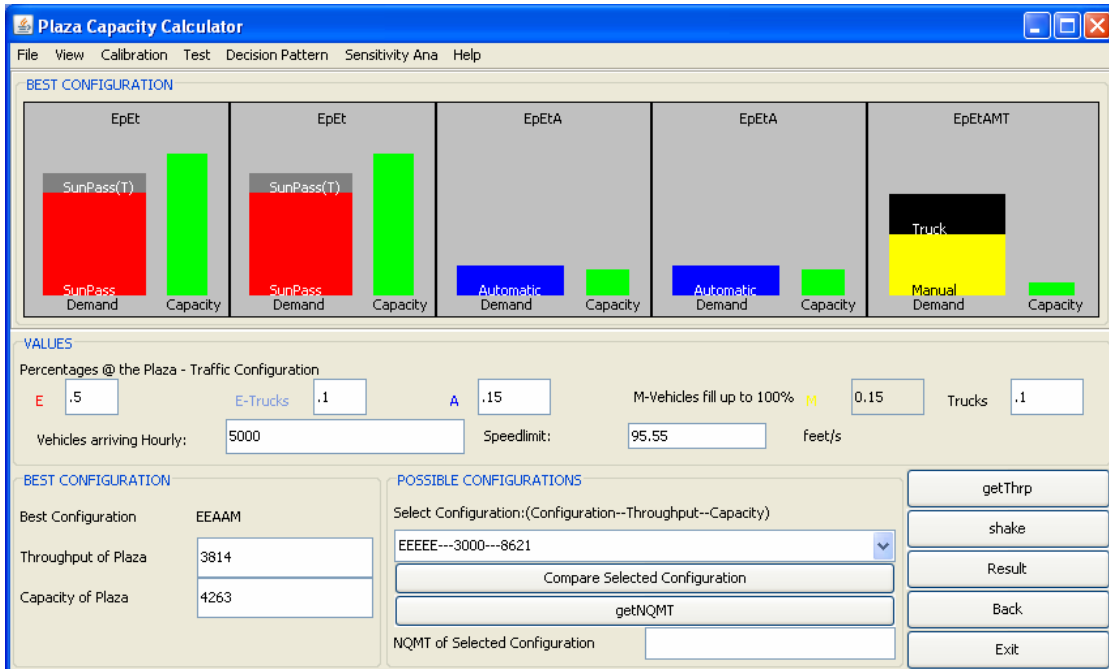 Plaza Capacity Calculator
File View Calibration Test Decision Pattern Sensitivity Ana Help
BEST CONFIGURATION
EpEt EpEt EpEtA EpEtA EpEtAMT
SunPass(T) SunPass(T)
Truck
SunPass SunPass Automatic Automatic Manual
Demand Capacity Demand Capacity Demand Capacity Demand Capacity Demand Capacity
VALUES
Percentages @ the Plaza - Traffic Configuration
E .5 E-Trucks .1 A .15 M-Vehicles fill up to 100% M 0.15 Trucks .1
Vehicles arriving Hourly: 5000 Speedlimit: 95.55 feet/s
BEST CONFIGURATION
Best Configuration EEAAM
Throughput of Plaza 3814
Capacity of Plaza 4263
POSSIBLE CONFIGURATIONS
Select Configuration:(Configuration--Throughput--Capacity)
EEEEE---3000---8621
Compare Selected Configuration
getNQMT
NQMT of Selected Configuration
getThrp
shake
Result
Back
Exit